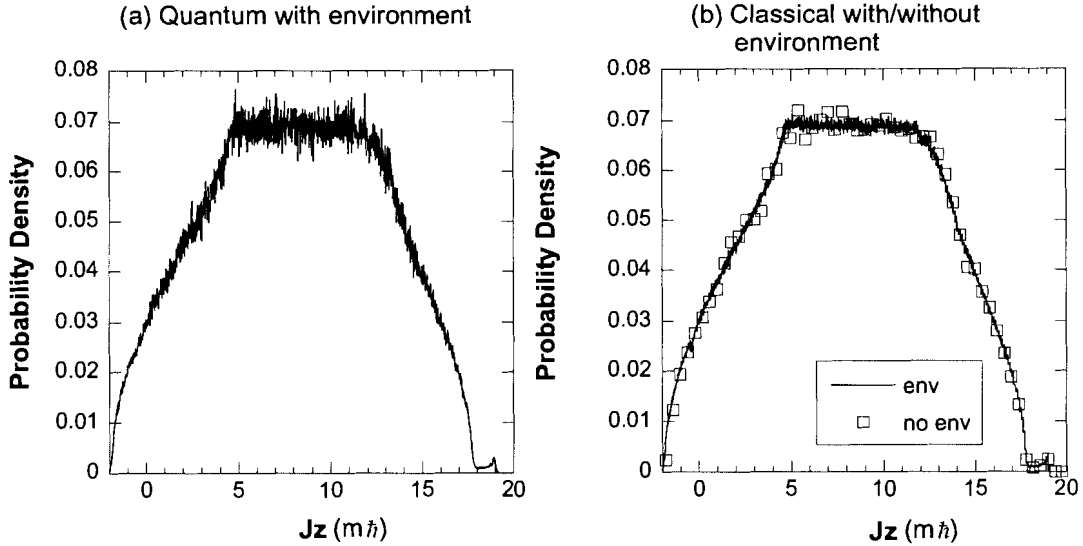 (a) Quantum with environment
Probability Density
0.08
0.07
0.06
0.05
0.04
0.03
0.02
0.01
0
0 5 10 15 20
Jz (mℏ)
(b) Classical with/without
environment
Probability Density
0.08
0.07
0.06
0.05
0.04
0.03
0.02
0.01
0
env
no env
0 5 10 15 20
Jz (mℏ)